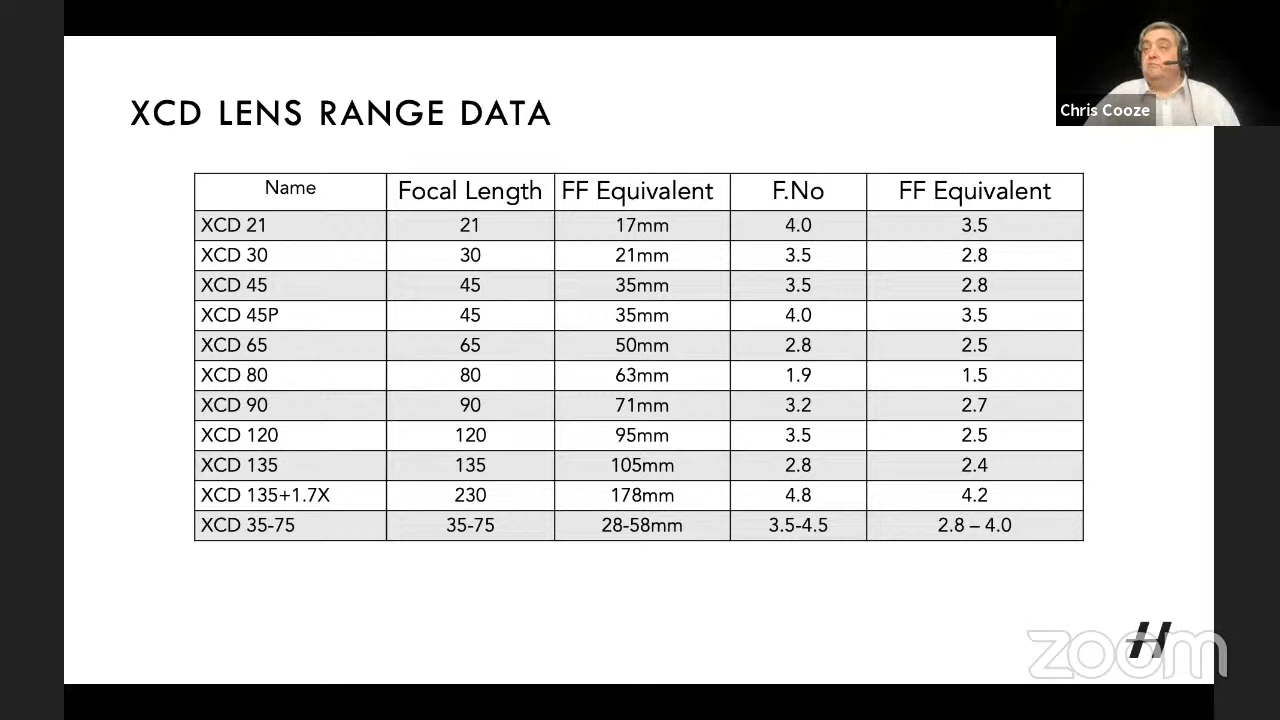 Chris Cooze
XCD LENS RANGE DATA
Name Focal Length FF Equivalent F.No FF Equivalent
XCD 21 21 17mm 4.0 3.5
XCD 30 30 21mm 3.5 2.8
XCD 45 45 35mm 3.5 2.8
XCD 45P 45 35mm 4.0 3.5
XCD 65 65 50mm 2.8 2.5
XCD 80 80 63mm 1.9 1.5
XCD 90 90 71mm 3.2 2.7
XCD 120 120 95mm 3.5 2.5
XCD 135 135 105mm 2.8 2.4
XCD 135+1.7X 230 178mm 4.8 4.2
XCD 35-75 35-75 28-58mm 3.5-4.5 2.8 – 4.0
H
zoom